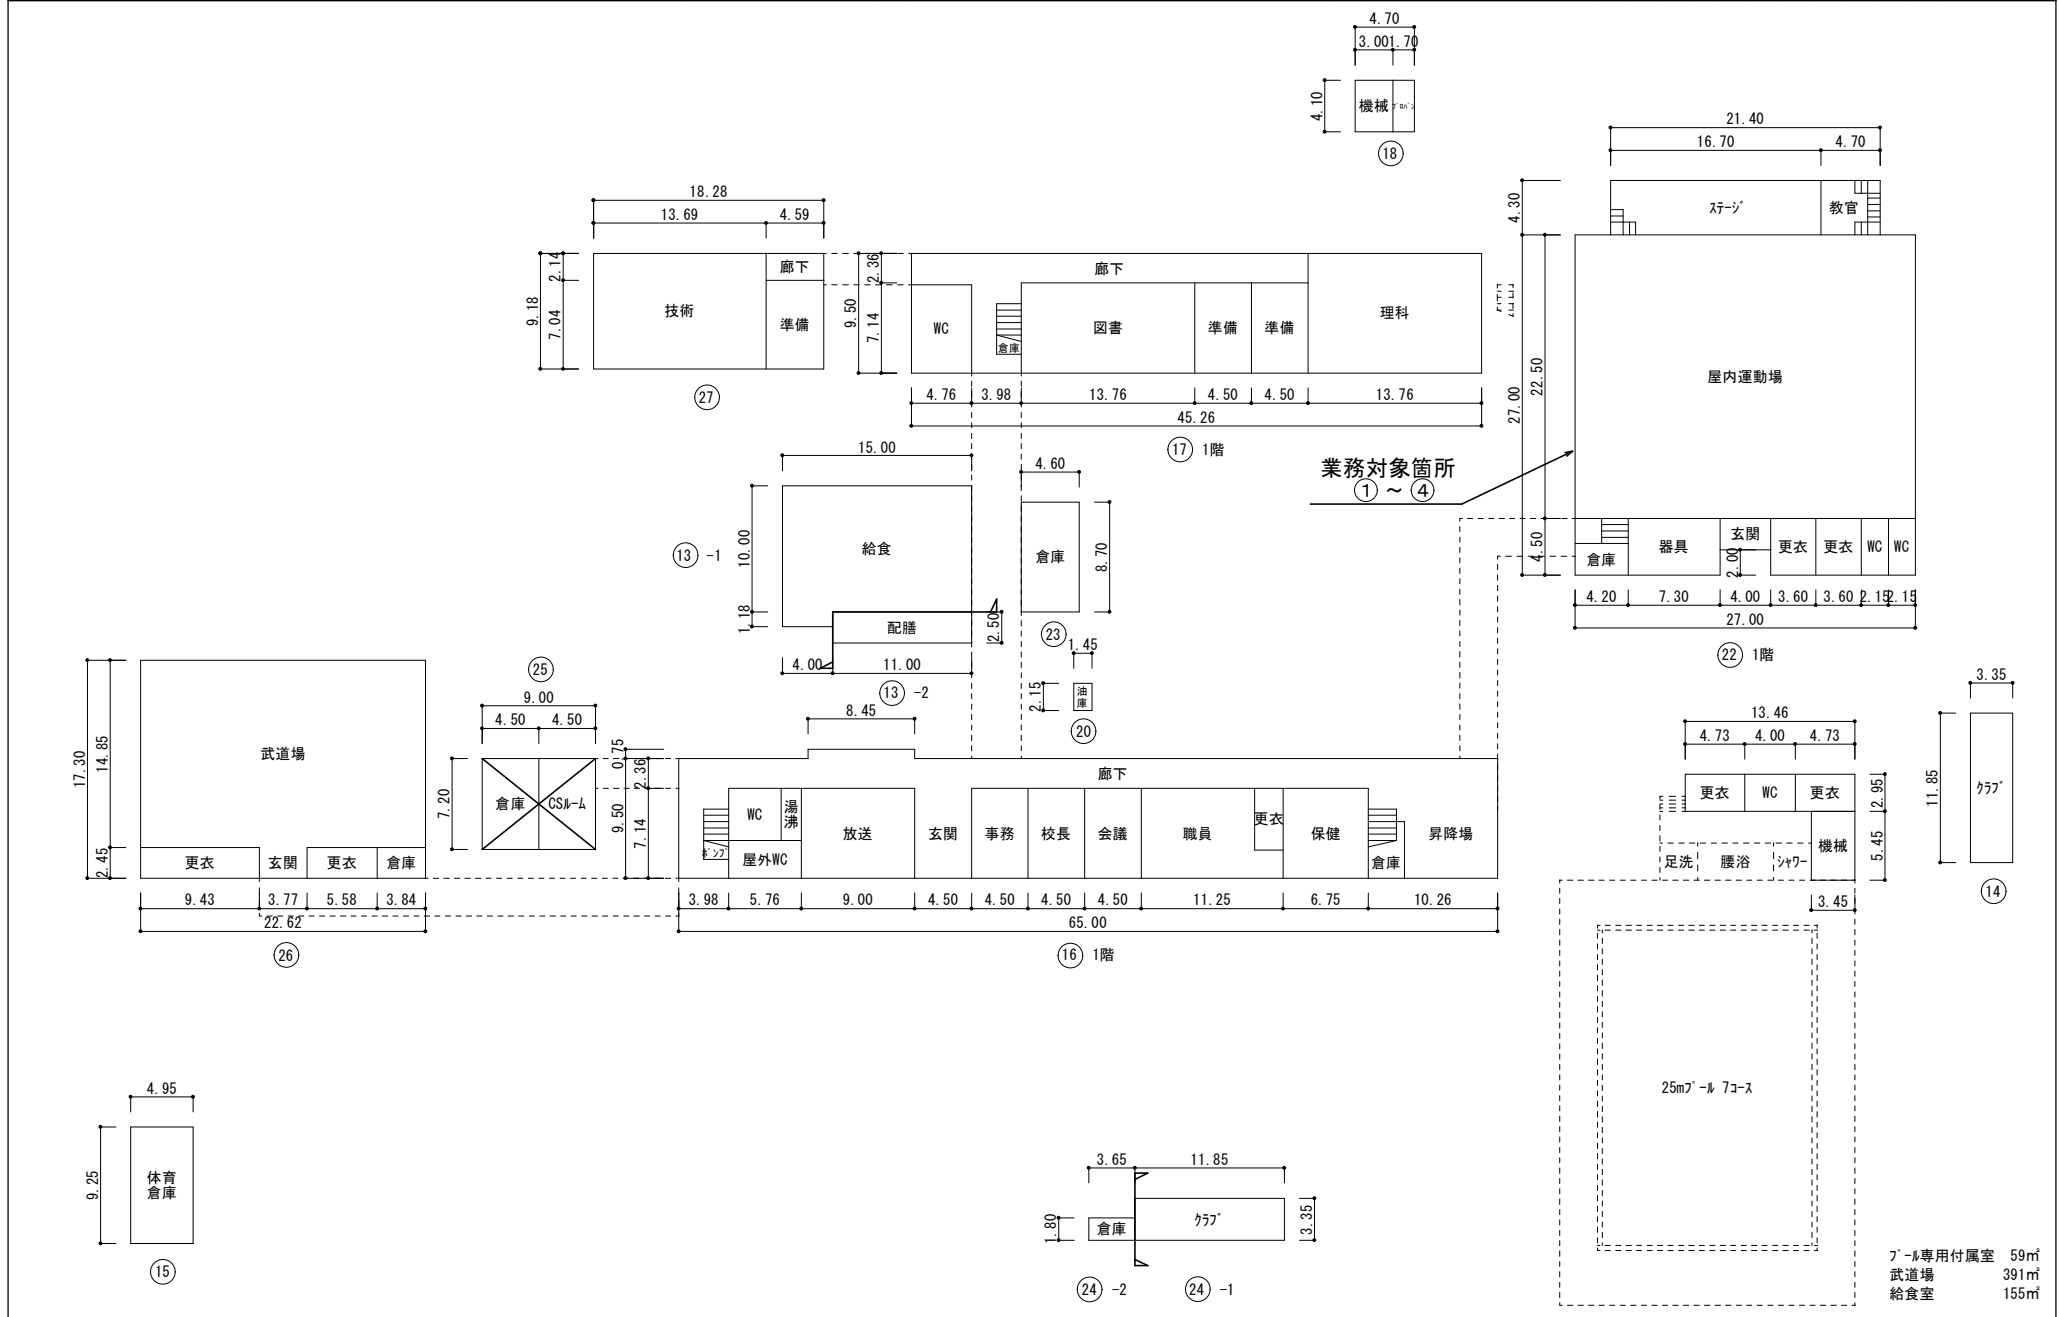 4.70
3.00 1.70
4.10
機械 プロパン
⑱
21.40
16.70 4.70
4.30
ステージ 教官
22.50
27.00
屋内運動場
4.50
倉庫 器具 玄関 更衣 更衣 WC WC
2.00
4.20 7.30 4.00 3.60 3.60 2.15 2.15
27.00
㉒ 1階
業務対象箇所
① ～ ④
18.28
13.69 4.59
2.14
9.18
7.04
技術 廊下
準備
㉗
2.36
9.50
7.14
廊下
WC 倉庫 図書 準備 準備 理科
4.76 3.98 13.76 4.50 4.50 13.76
45.26
⑰ 1階
15.00
10.00
⑬ -1
給食
1.18
配膳
2.50
4.00 11.00
⑬ -2
4.60
倉庫
8.70
㉓
1.45
2.15
油庫
⑳
17.30
14.85
2.45
武道場
更衣 玄関 更衣 倉庫
9.43 3.77 5.58 3.84
22.62
㉖
㉕
9.00
4.50 4.50
7.20
倉庫 CSルーム
8.45
0.75
2.36
9.50
7.14
廊下
WC 湯沸 放送 玄関 事務 校長 会議 職員 更衣 保健 昇降場
ポンプ 屋外WC 倉庫
3.98 5.76 9.00 4.50 4.50 4.50 4.50 11.25 6.75 10.26
65.00
⑯ 1階
13.46
4.73 4.00 4.73
更衣 WC 更衣
2.95
5.45
足洗 腰浴 シャワー 機械
3.45
25mプール 7コース
3.35
11.85
クラブ
⑭
4.95
9.25
体育
倉庫
⑮
3.65 11.85
1.80
倉庫 クラブ
3.35
㉔ -2 ㉔ -1
プール専用付属室 59㎡
武道場 391㎡
給食室 155㎡